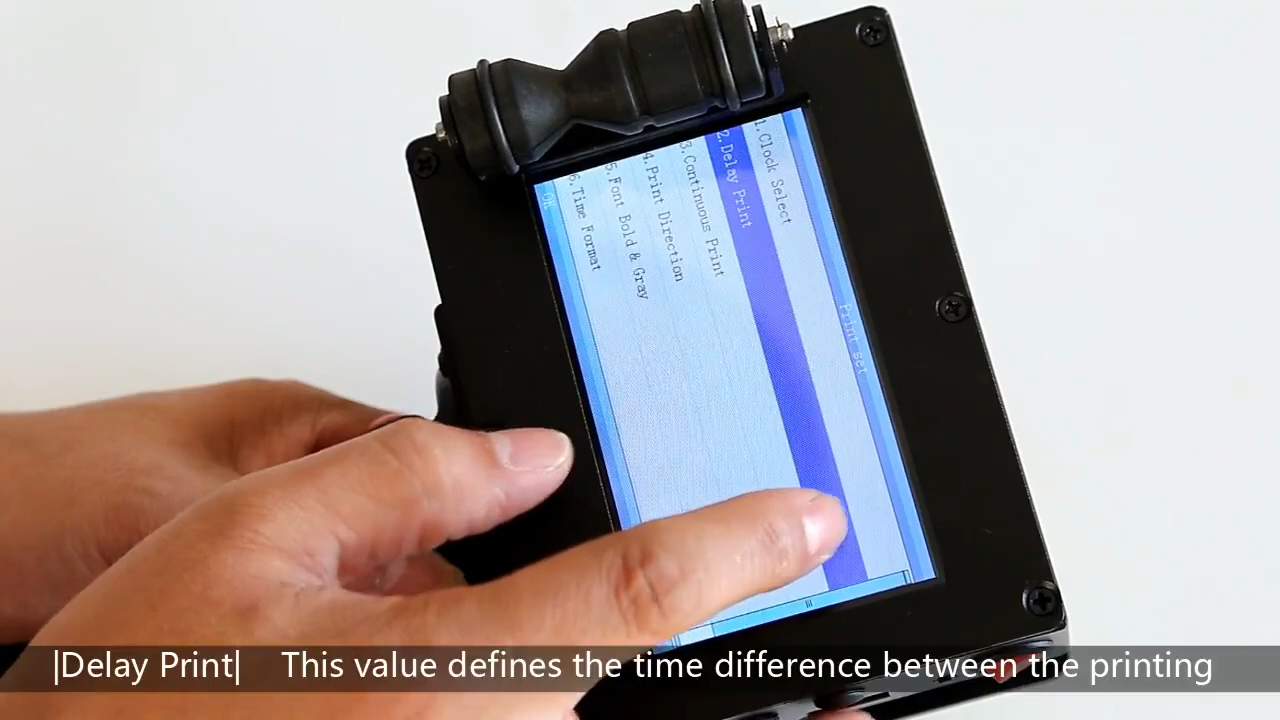 Print set
1.Clock Select
2.Delay Print
3.Continuous Print
4.Print Direction
5.Font Bold & Gray
6.Time Format
OK
|Delay Print| This value defines the time difference between the printing